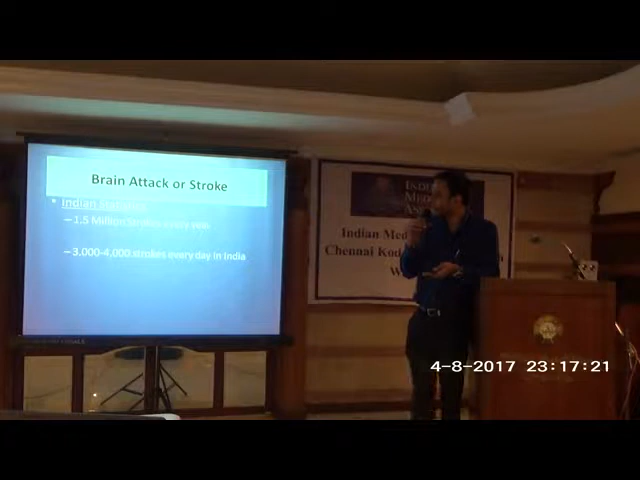 Brain Attack or Stroke
• Indian Statistics
– 1.5 Million Strokes every year
– 3,000-4,000 strokes every day in India
Indian Med
Chennai Kod
4-8-2017 23:17:21